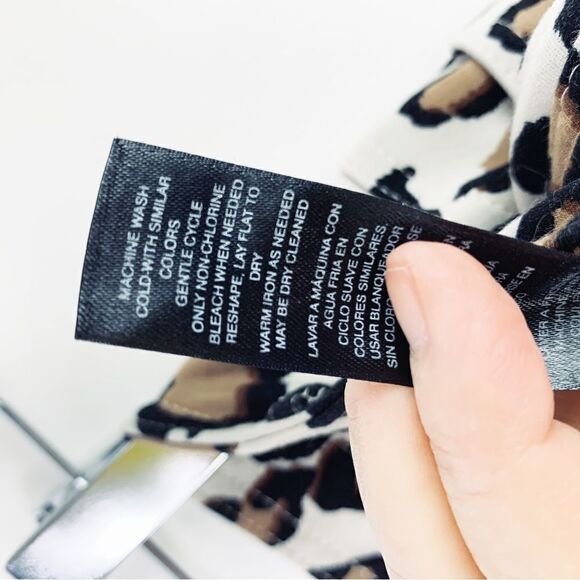 MACHINE WASH
COLD-WITH SIMILAR
COLORS
GENTLE CYCLE
ONLY NON-CHLORINE
BLEACH WHEN NEEDED
RESHAPE, LAY FLAT TO
DRY
WARM IRON AS NEEDED
MAY BE DRY CLEANED
LAVAR A MÁQUINA CON
AGUA FRIA EN
CICLO SUAVE CON
COLORES SIMILARES
USAR BLANQUEADOR
SIN CLORO